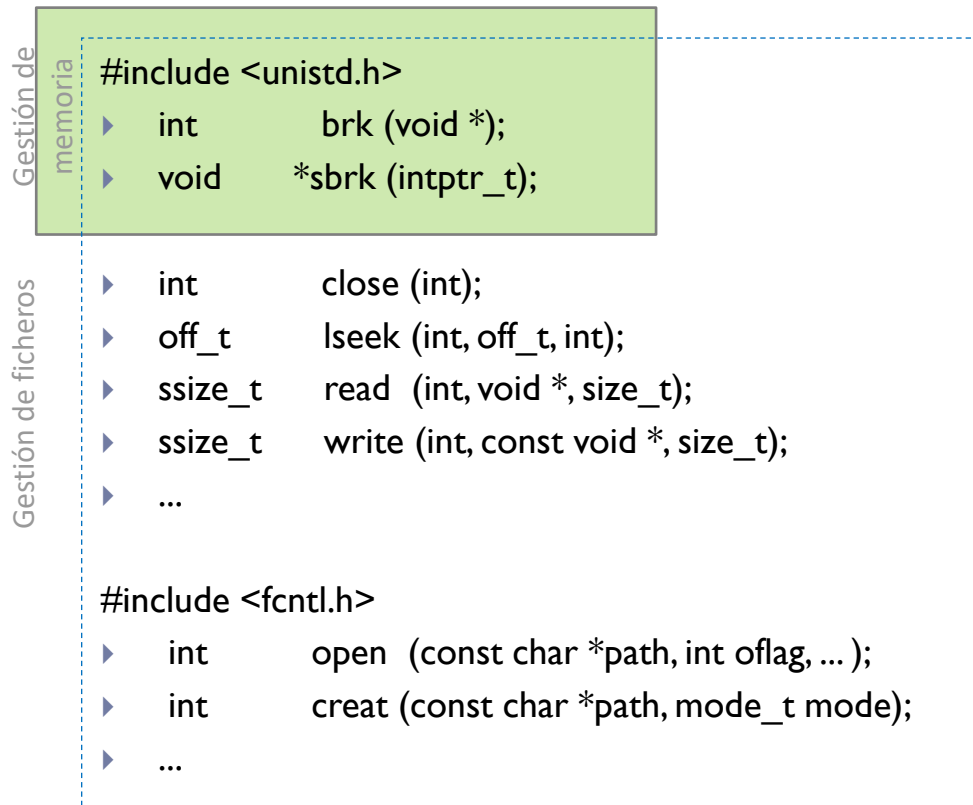 Gestión de
memoria
#include <unistd.h>
int brk (void *);
void *sbrk (intptr_t);
Gestión de ficheros
int close (int);
off_t lseek (int, off_t, int);
ssize_t read (int, void *, size_t);
ssize_t write (int, const void *, size_t);
...
#include <fcntl.h>
int open (const char *path, int oflag, ... );
int creat (const char *path, mode_t mode);
...